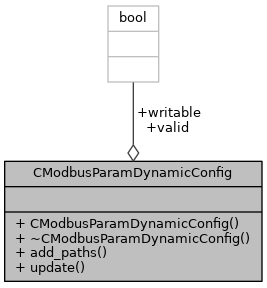 bool
+writable
+valid
CModbusParamDynamicConfig
+ CModbusParamDynamicConfig()
+ ~CModbusParamDynamicConfig()
+ add_paths()
+ update()